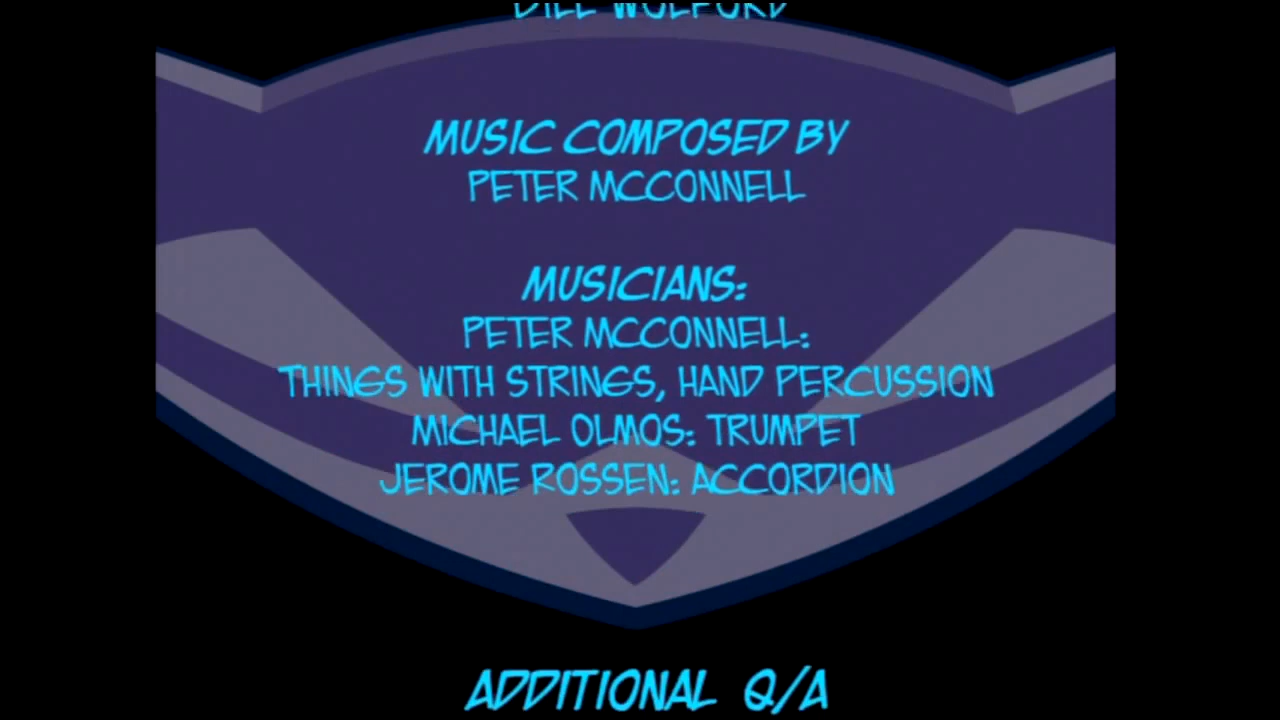 MUSIC COMPOSED BY
PETER MCCONNELL
MUSICIANS:
PETER MCCONNELL:
THINGS WITH STRINGS, HAND PERCUSSION
MICHAEL OLMOS: TRUMPET
JEROME ROSSEN: ACCORDION
ADDITIONAL Q/A